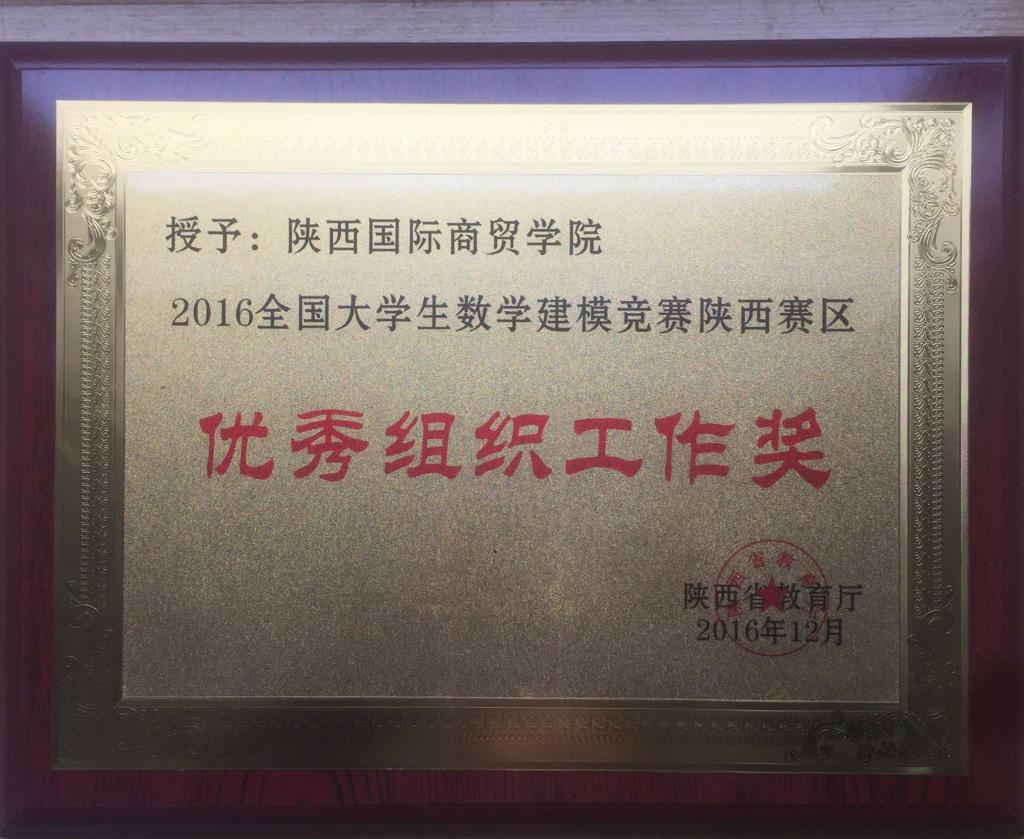 授予：陕西国际商贸学院
2016全国大学生数学建模竞赛陕西赛区
优秀组织工作奖
陕西省教育厅
2016年12月